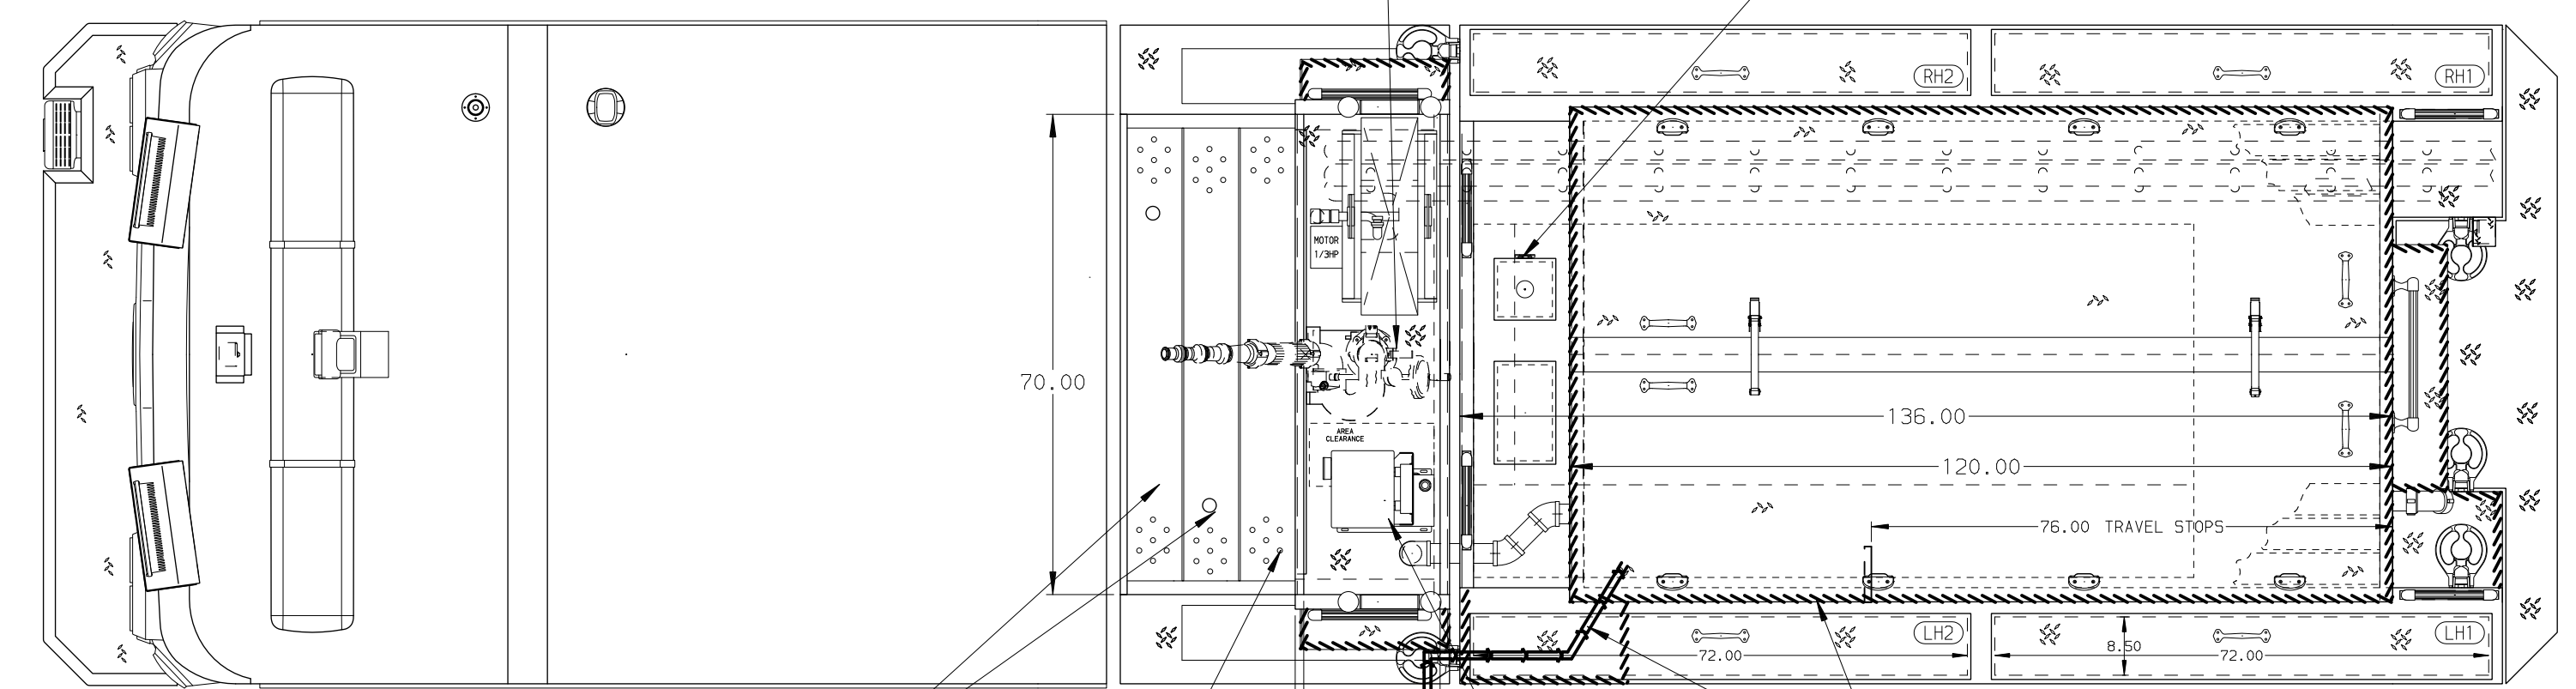 RH2
RH1
MOTOR
1/3HP
70.00
136.00
AREA
CLEARANCE
120.00
76.00 TRAVEL STOPS
LH2
LH1
8.50
72.00
72.00